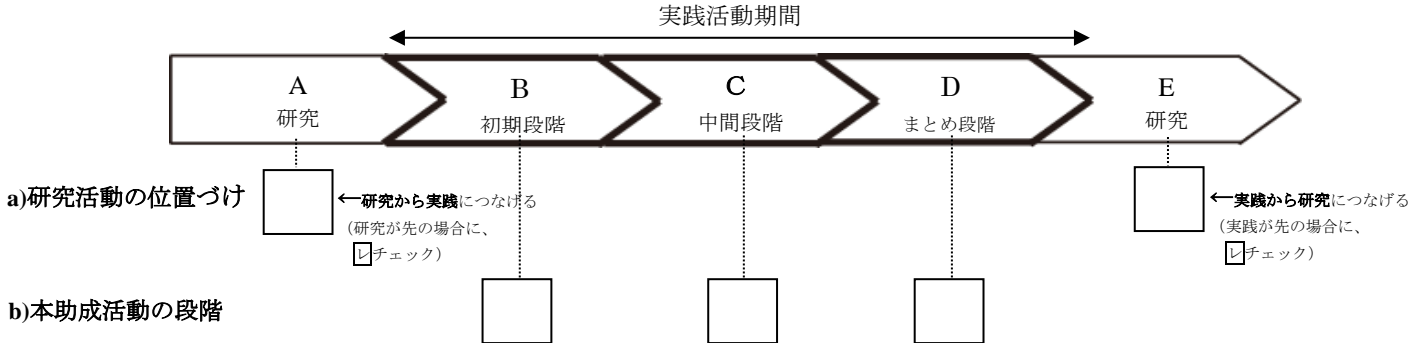 実践活動期間
A
研究
B
初期段階
C
中間段階
D
まとめ段階
E
研究
a)研究活動の位置づけ
←研究から実践につなげる
（研究が先の場合に、
レチェック）
←実践から研究につなげる
（実践が先の場合に、
レチェック）
b)本助成活動の段階